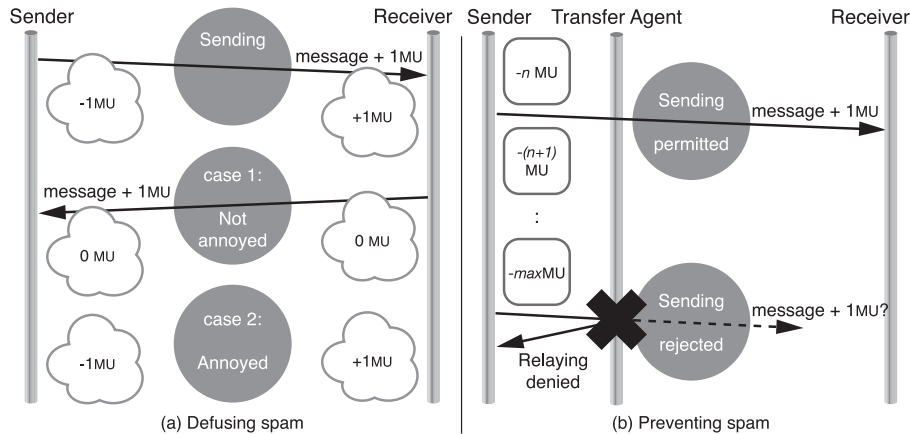 Sender
Receiver
Sending
message + 1MU
-1MU
+1MU
case 1:
message + 1MU
Not
annoyed
0 MU
0 MU
case 2:
-1MU
Annoyed
+1MU
(a) Defusing spam
Sender
Transfer Agent
Receiver
-n MU
Sending
message + 1MU
permitted
-(n+1)
MU
:
-maxMU
Sending
message + 1MU?
rejected
Relaying
denied
(b) Preventing spam